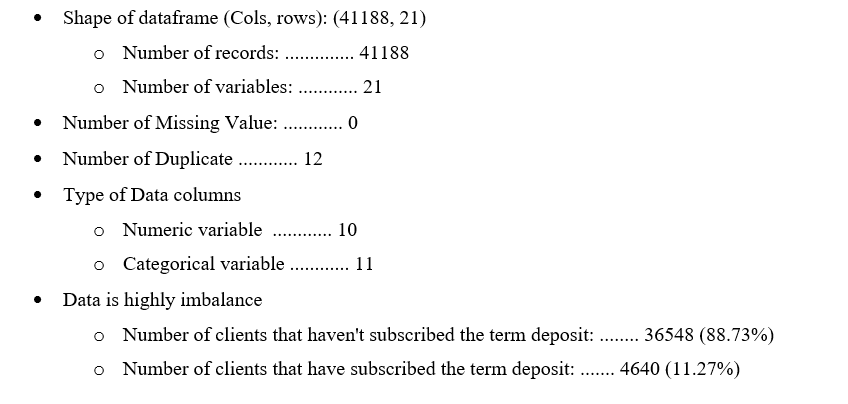 • Shape of dataframe (Cols, rows): (41188, 21)
o Number of records: .............. 41188
o Number of variables: ............ 21
• Number of Missing Value: ............ 0
• Number of Duplicate ............ 12
• Type of Data columns
o Numeric variable ............ 10
o Categorical variable ............ 11
• Data is highly imbalance
o Number of clients that haven't subscribed the term deposit: ........ 36548 (88.73%)
o Number of clients that have subscribed the term deposit: ....... 4640 (11.27%)